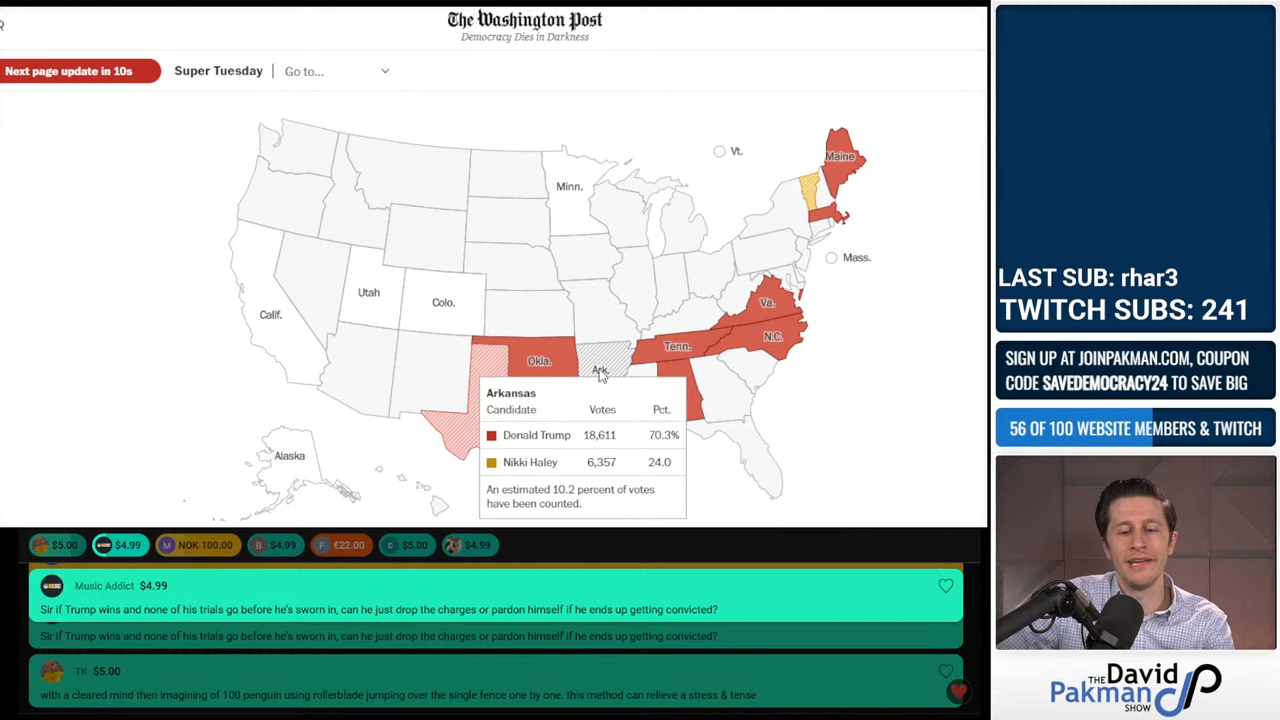 R
The Washington Post
Democracy Dies in Darkness
Next page update in 10s
Super Tuesday
Go to...
Vt.
Maine
Minn.
Mass.
Utah
Colo.
Va.
Calif.
N.C.
Tenn.
Okla.
Ark.
Alaska
Arkansas
Candidate Votes Pct.
Donald Trump 18,611 70.3%
Nikki Haley 6,357 24.0
An estimated 10.2 percent of votes
have been counted.
LAST SUB: rhar3
TWITCH SUBS: 241
SIGN UP AT JOINPAKMAN.COM, COUPON
CODE SAVEDEMOCRACY24 TO SAVE BIG
56 OF 100 WEBSITE MEMBERS & TWITCH
$5.00 $4.99 M NOK 100.00 B $4.99 F €22.00 C $5.00 $4.99
Music Addict $4.99
Sir if Trump wins and none of his trials go before he's sworn in, can he just drop the charges or pardon himself if he ends up getting convicted?
Sir if Trump wins and none of his trials go before he's sworn in, can he just drop the charges or pardon himself if he ends up getting convicted?
TK $5.00
with a cleared mind then imagining of 100 penguin using rollerblade jumping over the single fence one by one. this method can relieve a stress & tense
THE David
Pakman
SHOW